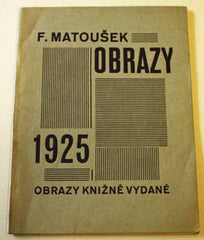 F. MATOUŠEK
OBRAZY
1925
OBRAZY KNIŽNĚ VYDANÉ